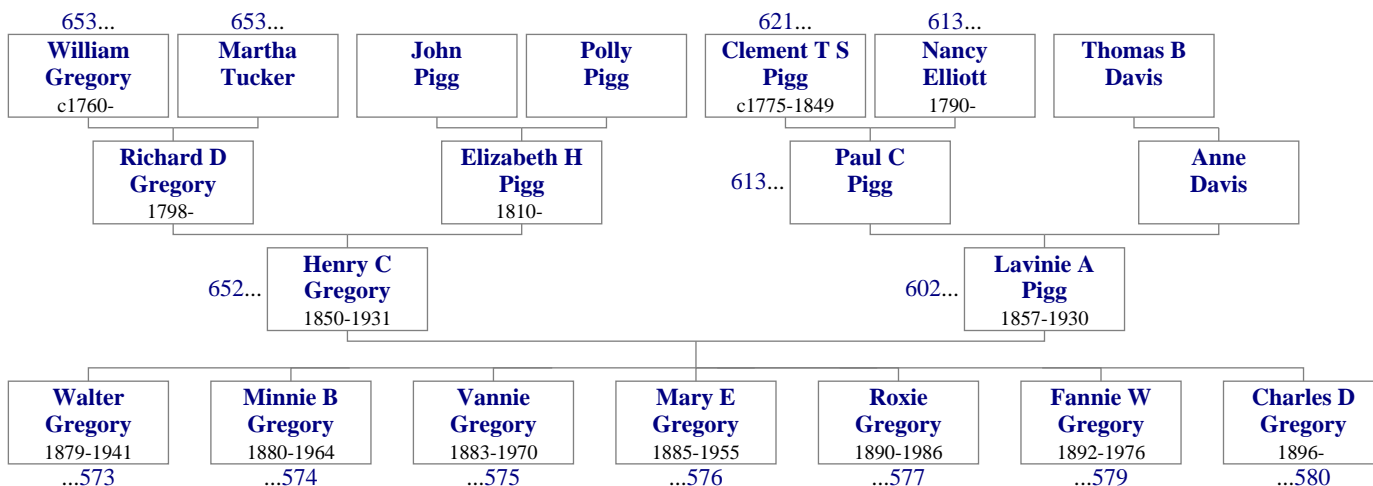 653...
653...
621...
613...
William
Gregory
c1760-
Martha
Tucker
John
Pigg
Polly
Pigg
Clement T S
Pigg
c1775-1849
Nancy
Elliott
1790-
Thomas B
Davis
Richard D
Gregory
1798-
Elizabeth H
Pigg
1810-
613...
Paul C
Pigg
Anne
Davis
652...
Henry C
Gregory
1850-1931
602...
Lavinie A
Pigg
1857-1930
Walter
Gregory
1879-1941
...573
Minnie B
Gregory
1880-1964
...574
Vannie
Gregory
1883-1970
...575
Mary E
Gregory
1885-1955
...576
Roxie
Gregory
1890-1986
...577
Fannie W
Gregory
1892-1976
...579
Charles D
Gregory
1896-
...580